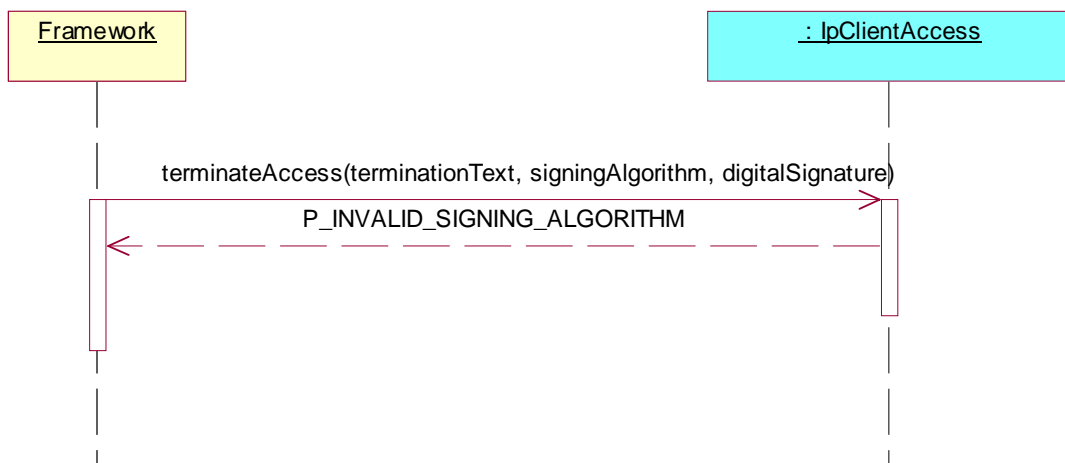 Framework
: IpClientAccess
terminateAccess(terminationText, signingAlgorithm, digitalSignature)
P_INVALID_SIGNING_ALGORITHM